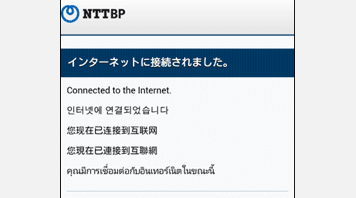 NTTBP
インターネットに接続されました。
Connected to the Internet.
인터넷에 연결되었습니다
您现在已连接到互联网
您現在已連接到互聯網
คุณมีการเชื่อมต่อกับอินเทอร์เน็ตในขณะนี้